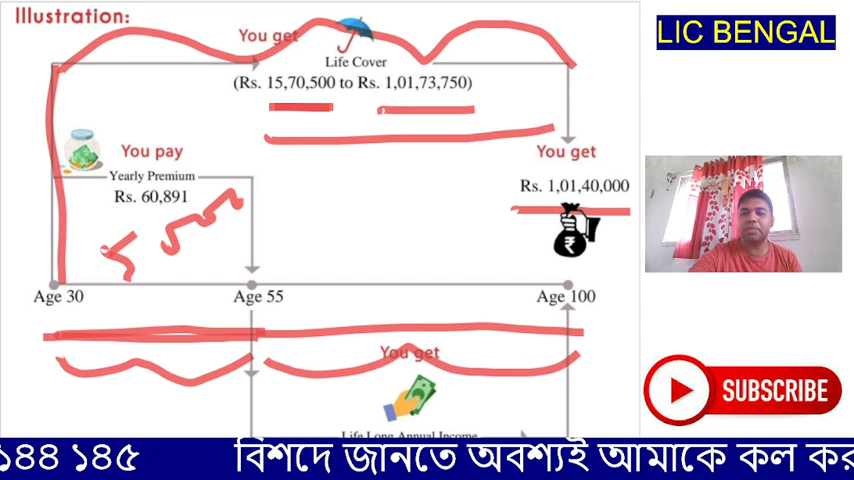 Illustration:
LIC BENGAL
You get
Life Cover
(Rs. 15,70,500 to Rs. 1,01,73,750)
You pay
Yearly Premium
Rs. 60,891
You get
Rs. 1,01,40,000
Age 30
Age 55
Age 100
You get
SUBSCRIBE
Life Long Annual Income
১৪৪ ১৪৫ বিশদে জানতে অবশ্যই আমাকে কল কর